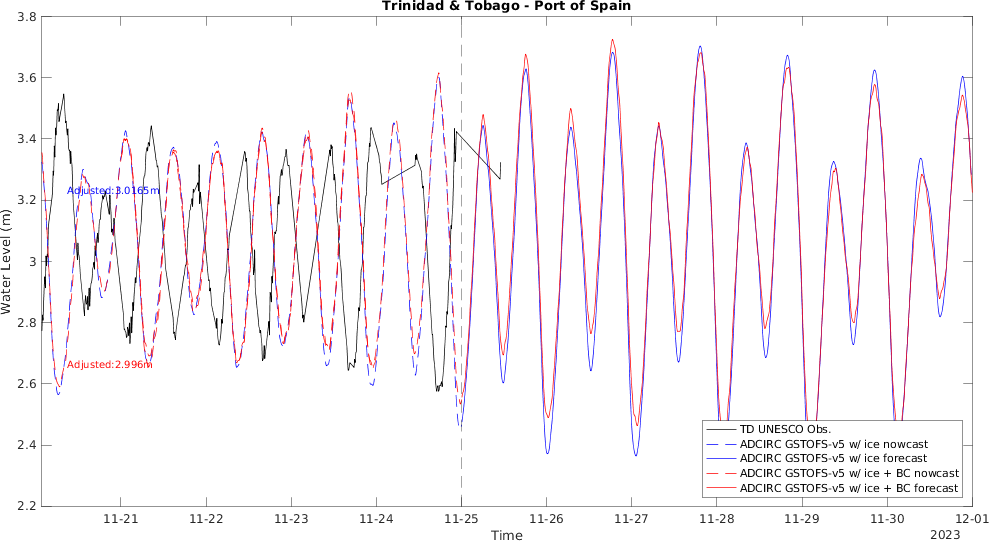 Trinidad & Tobago - Port of Spain
3.8
3.6
3.4
3.2
3
2.8
2.6
2.4
2.2
Water Level (m)
Adjusted:3.0165m
Adjusted:2.996m
TD UNESCO Obs.
ADCIRC GSTOFS-v5 w/ ice nowcast
ADCIRC GSTOFS-v5 w/ ice forecast
ADCIRC GSTOFS-v5 w/ ice + BC nowcast
ADCIRC GSTOFS-v5 w/ ice + BC forecast
11-21 11-22 11-23 11-24 11-25 11-26 11-27 11-28 11-29 11-30 12-01
Time
2023